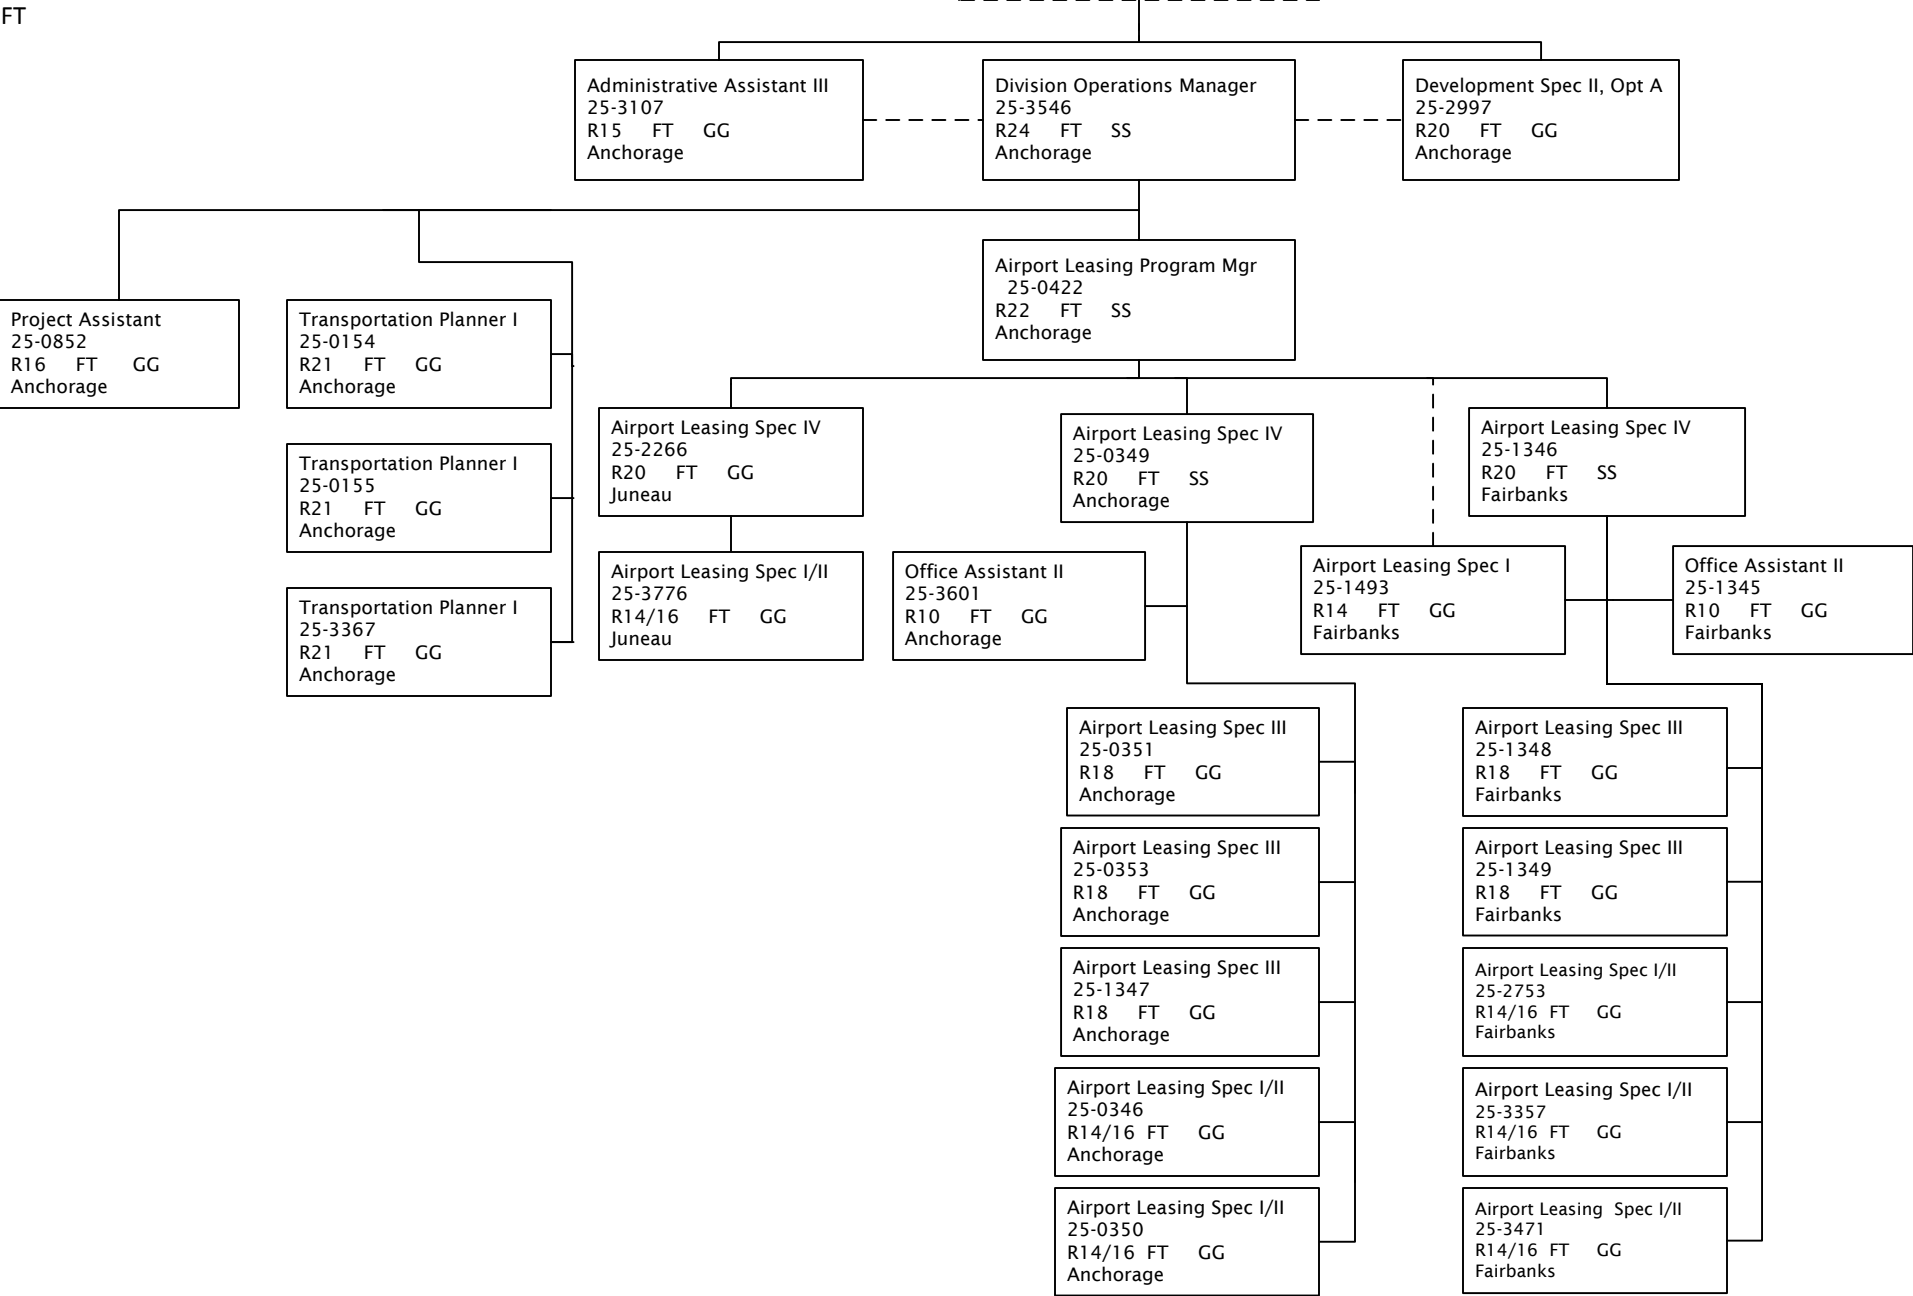 FT
Administrative Assistant III
25-3107
R15 FT GG
Anchorage
Division Operations Manager
25-3546
R24 FT SS
Anchorage
Development Spec II, Opt A
25-2997
R20 FT GG
Anchorage
Airport Leasing Program Mgr
25-0422
R22 FT SS
Anchorage
Project Assistant
25-0852
R16 FT GG
Anchorage
Transportation Planner I
25-0154
R21 FT GG
Anchorage
Transportation Planner I
25-0155
R21 FT GG
Anchorage
Transportation Planner I
25-3367
R21 FT GG
Anchorage
Airport Leasing Spec IV
25-2266
R20 FT GG
Juneau
Airport Leasing Spec I/II
25-3776
R14/16 FT GG
Juneau
Airport Leasing Spec IV
25-0349
R20 FT SS
Anchorage
Office Assistant II
25-3601
R10 FT GG
Anchorage
Airport Leasing Spec IV
25-1346
R20 FT SS
Fairbanks
Airport Leasing Spec I
25-1493
R14 FT GG
Fairbanks
Office Assistant II
25-1345
R10 FT GG
Fairbanks
Airport Leasing Spec III
25-0351
R18 FT GG
Anchorage
Airport Leasing Spec III
25-0353
R18 FT GG
Anchorage
Airport Leasing Spec III
25-1347
R18 FT GG
Anchorage
Airport Leasing Spec I/II
25-0346
R14/16 FT GG
Anchorage
Airport Leasing Spec I/II
25-0350
R14/16 FT GG
Anchorage
Airport Leasing Spec III
25-1348
R18 FT GG
Fairbanks
Airport Leasing Spec III
25-1349
R18 FT GG
Fairbanks
Airport Leasing Spec I/II
25-2753
R14/16 FT GG
Fairbanks
Airport Leasing Spec I/II
25-3357
R14/16 FT GG
Fairbanks
Airport Leasing Spec I/II
25-3471
R14/16 FT GG
Fairbanks